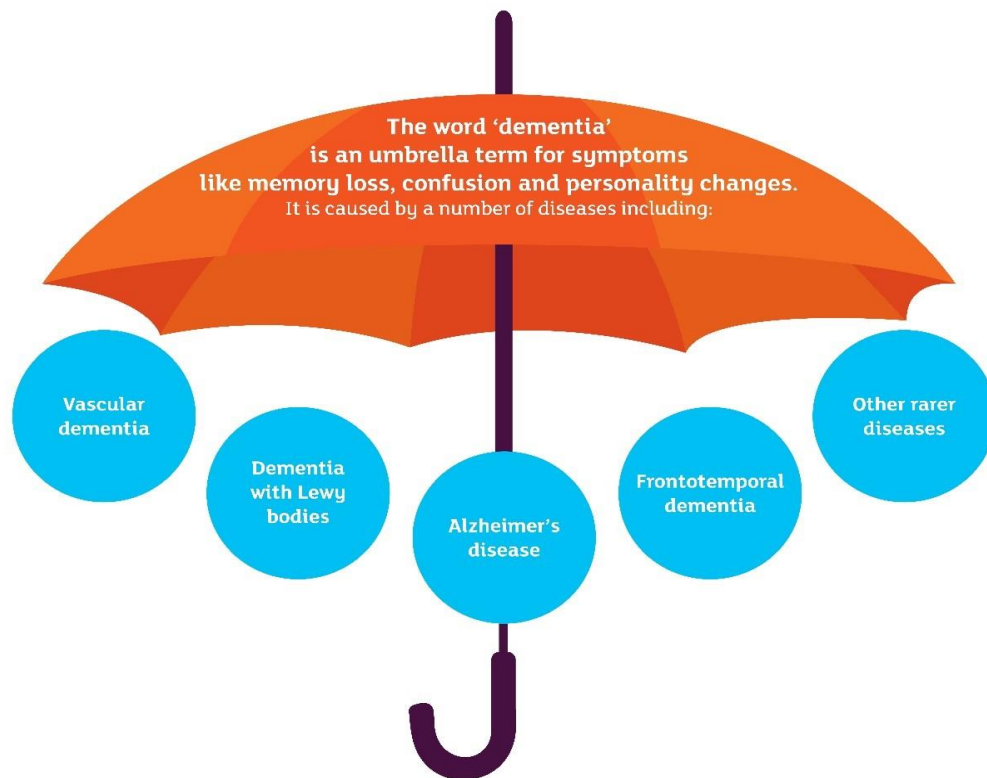 The word ‘dementia’
is an umbrella term for symptoms
like memory loss, confusion and personality changes.
It is caused by a number of diseases including:
Vascular
dementia
Dementia
with Lewy
bodies
Alzheimer’s
disease
Frontotemporal
dementia
Other rarer
diseases